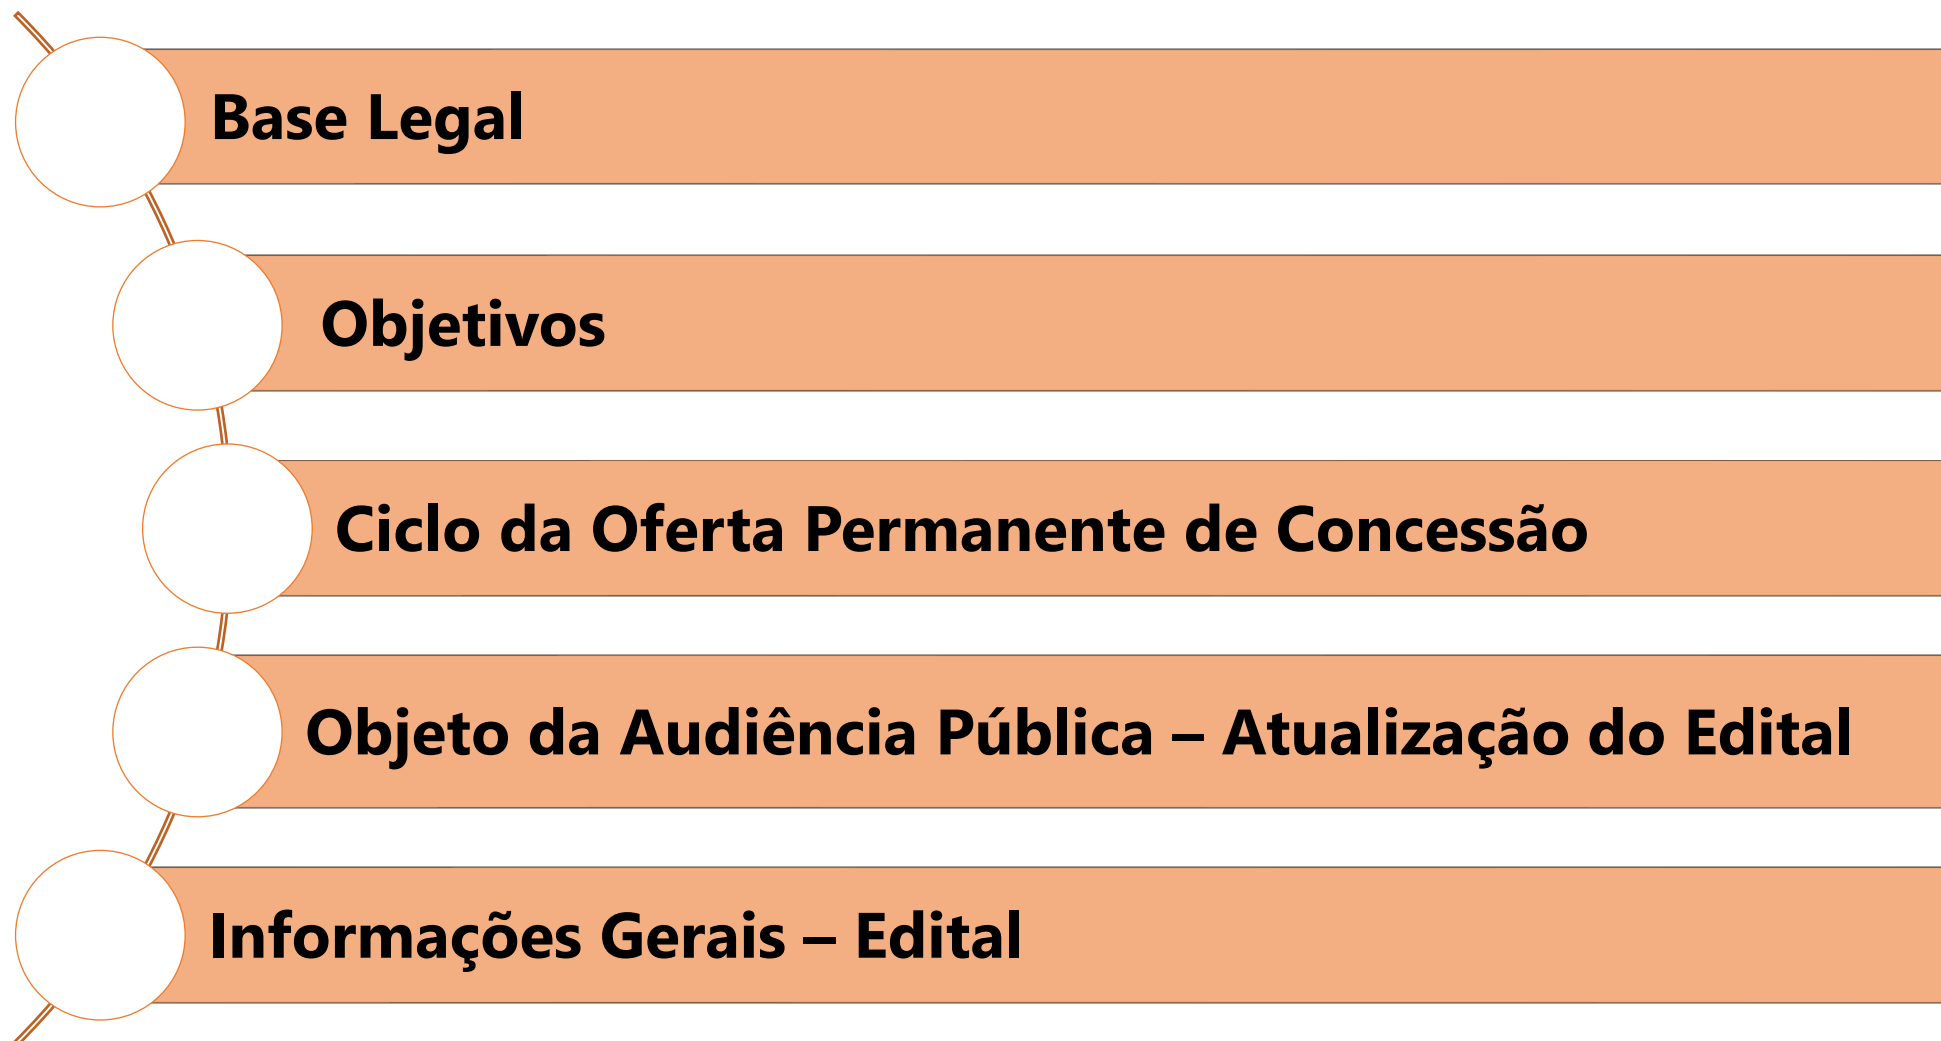 Base Legal
Objetivos
Ciclo da Oferta Permanente de Concessão
Objeto da Audiência Pública – Atualização do Edital
Informações Gerais – Edital